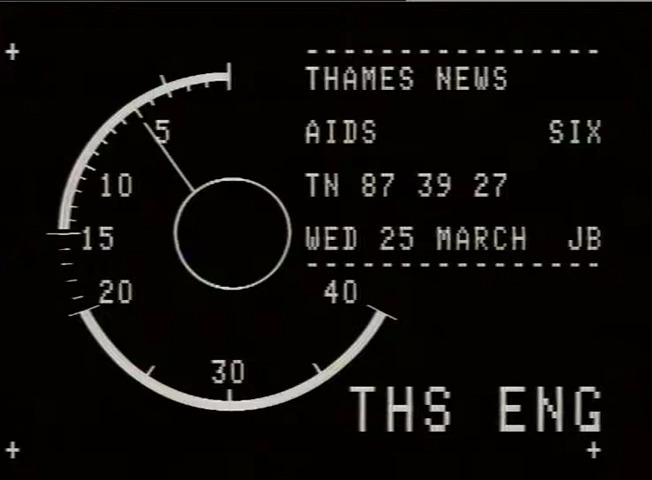 THAMES NEWS
AIDS SIX
TN 87 39 27
WED 25 MARCH JB
5
10
15
20
30
40
THS ENG